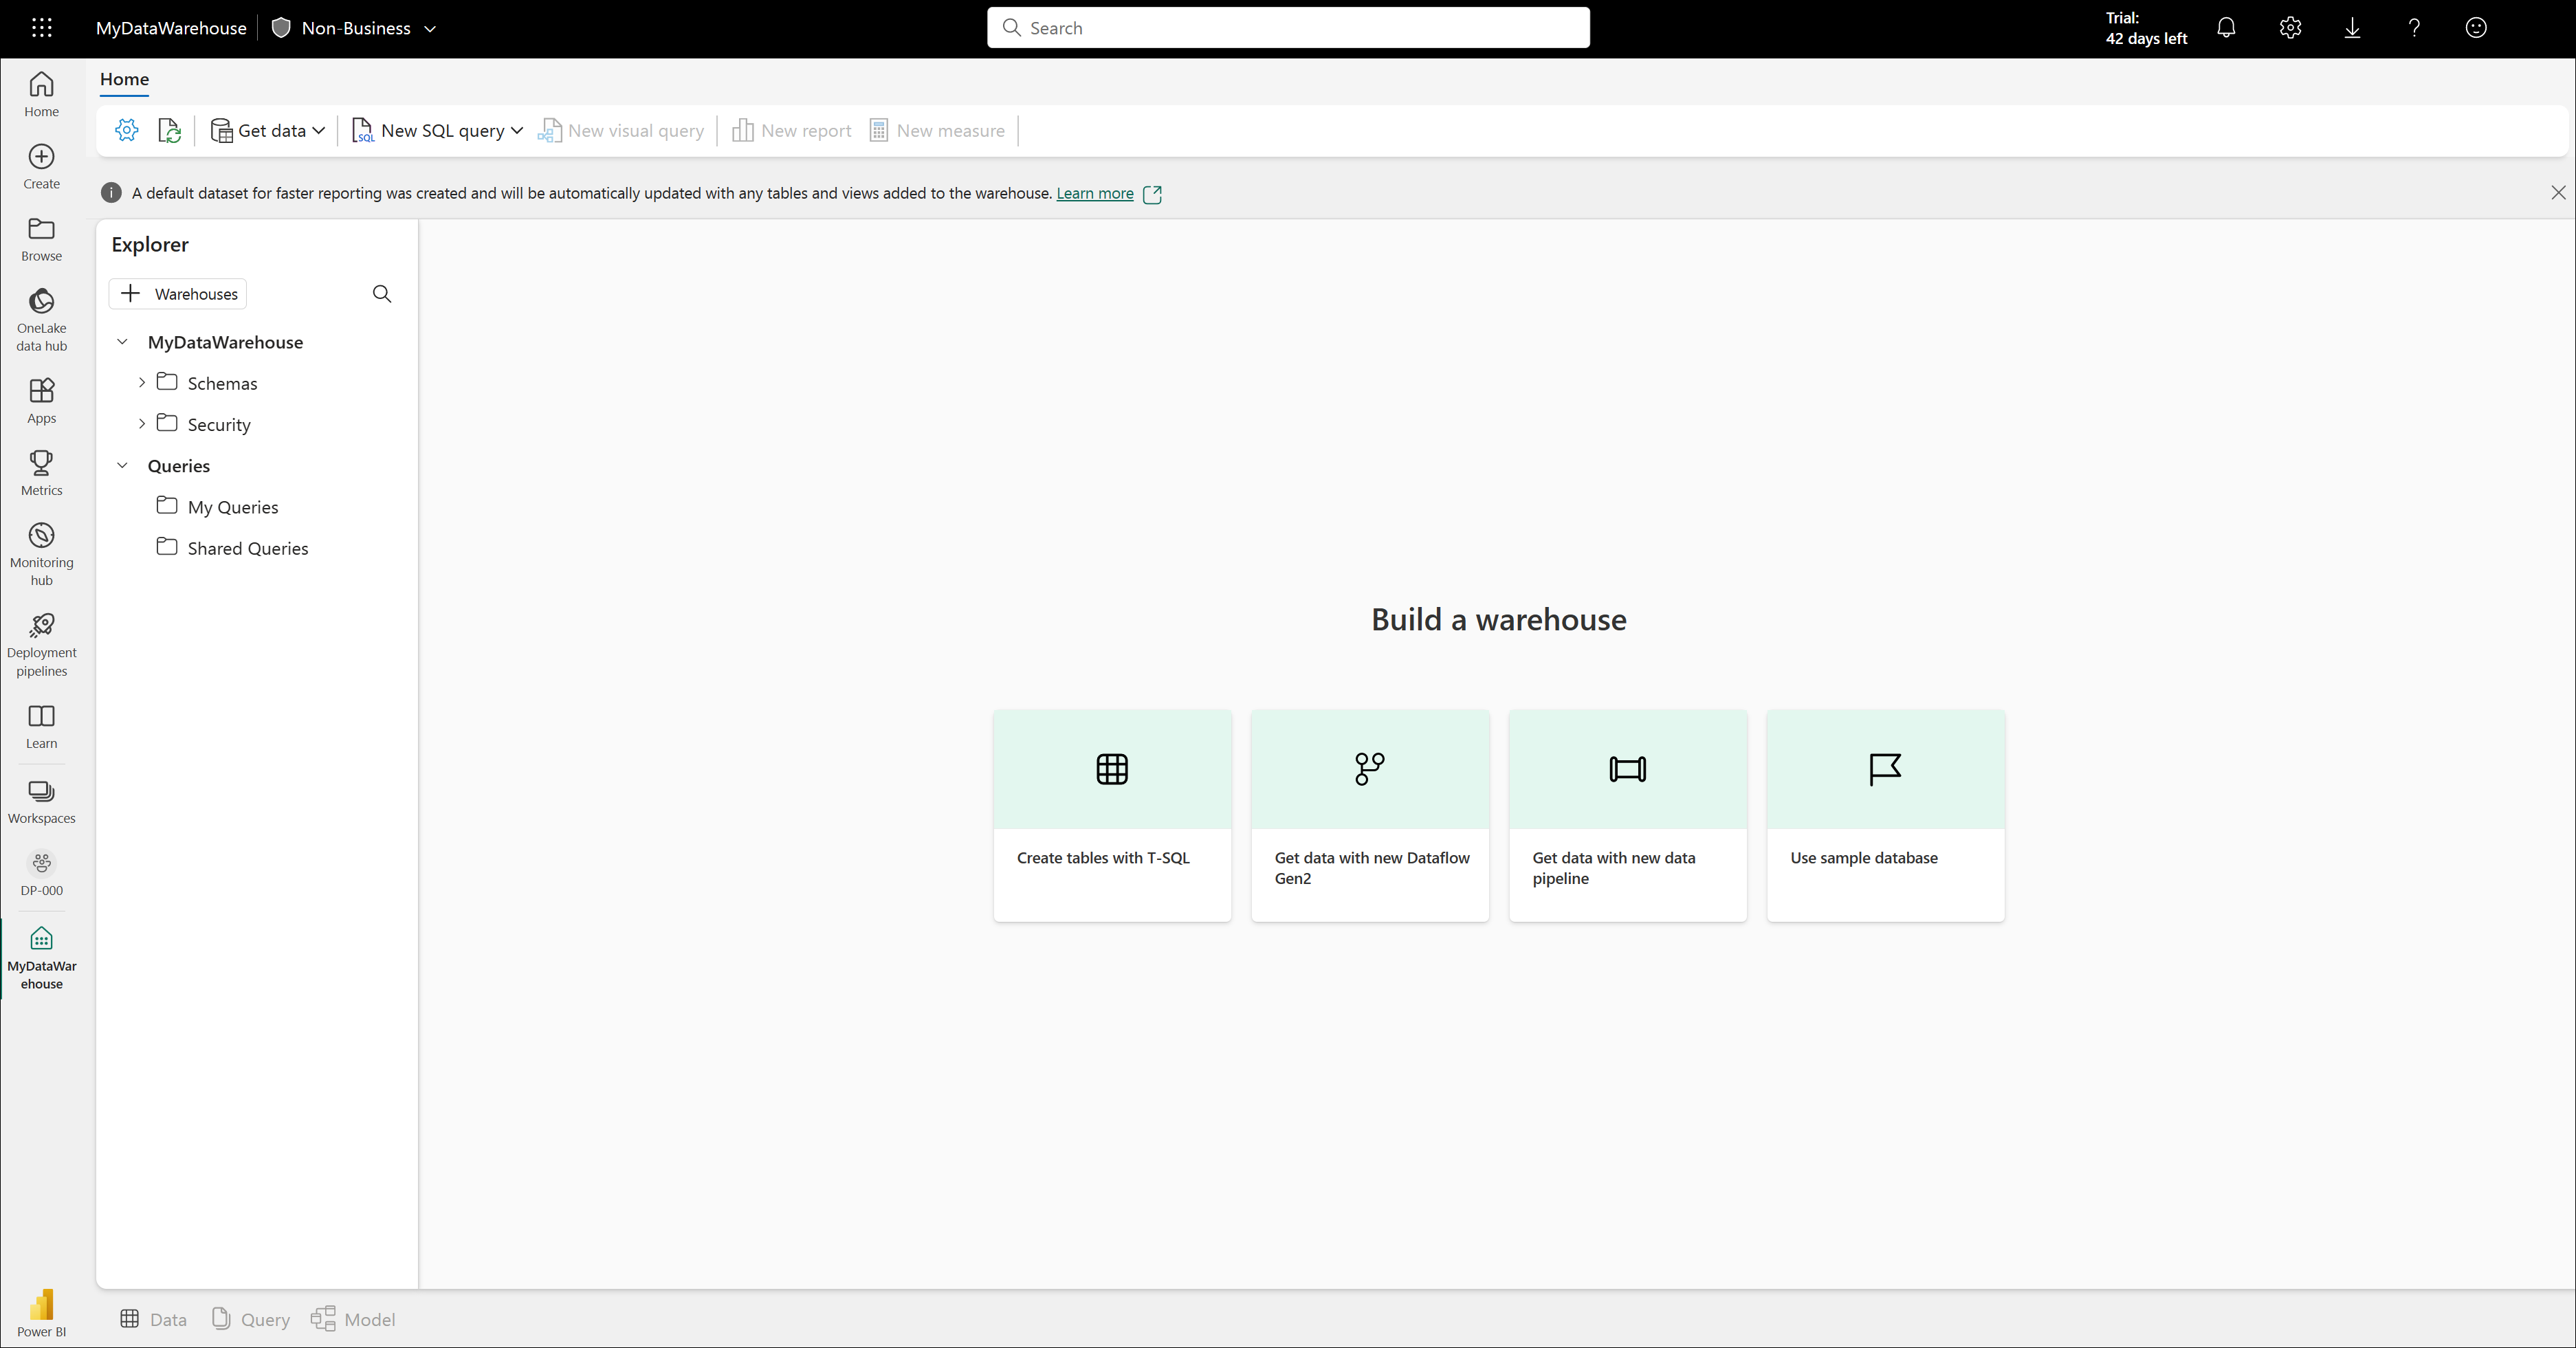 MyDataWarehouse
Non-Business
Search
Trial:
42 days left
Home
Create
Browse
OneLake
data hub
Apps
Metrics
Monitoring
hub
Deployment
pipelines
Learn
Workspaces
DP-000
MyDataWar
ehouse
Power BI
Home
Get data
SQL
New SQL query
New visual query
New report
New measure
A default dataset for faster reporting was created and will be automatically updated with any tables and views added to the warehouse. Learn more
Explorer
Warehouses
MyDataWarehouse
Schemas
Security
Queries
My Queries
Shared Queries
Build a warehouse
Create tables with T-SQL
Get data with new Dataflow
Gen2
Get data with new data
pipeline
Use sample database
Data
Query
Model